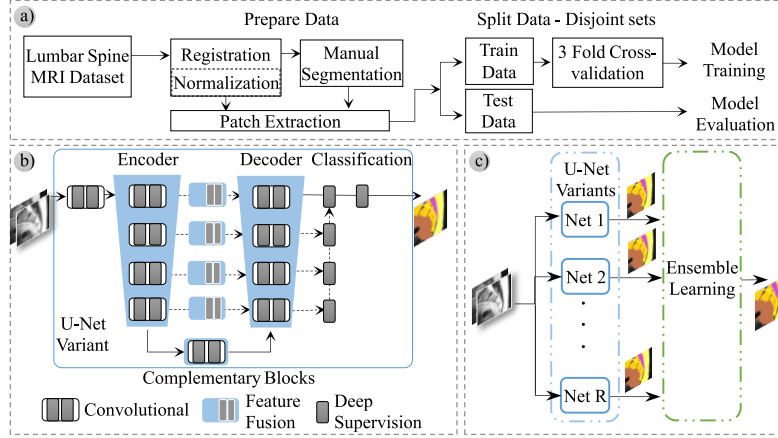 a)
Prepare Data
Split Data - Disjoint sets
Lumbar Spine
MRI Dataset
Registration
Normalization
Manual
Segmentation
Patch Extraction
Train
Data
Test
Data
3 Fold Cross-
validation
Model
Training
Model
Evaluation
b)
Encoder
Decoder
Classification
U-Net
Variant
Complementary Blocks
Convolutional
Feature
Fusion
Deep
Supervision
c)
U-Net
Variants
Net 1
Net 2
Net R
Ensemble
Learning